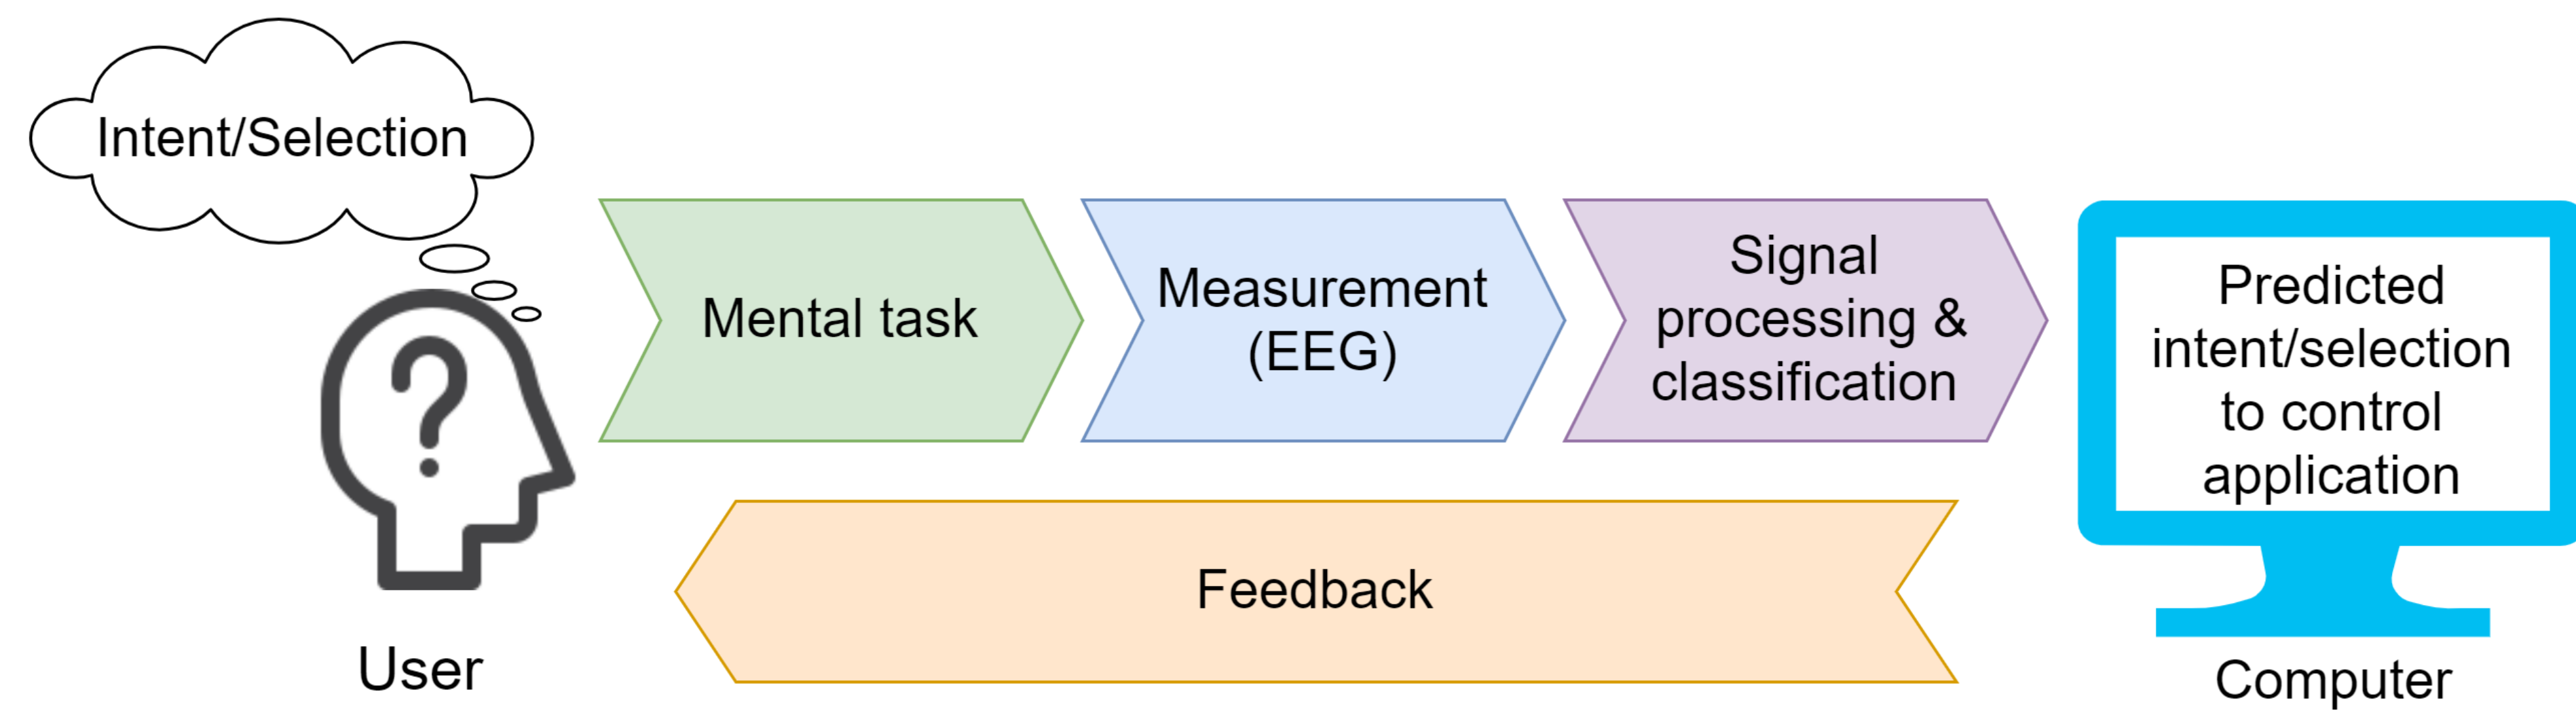 Intent/Selection
User
Mental task
Measurement
(EEG)
Signal
processing &
classification
Feedback
Predicted
intent/selection
to control
application
Computer